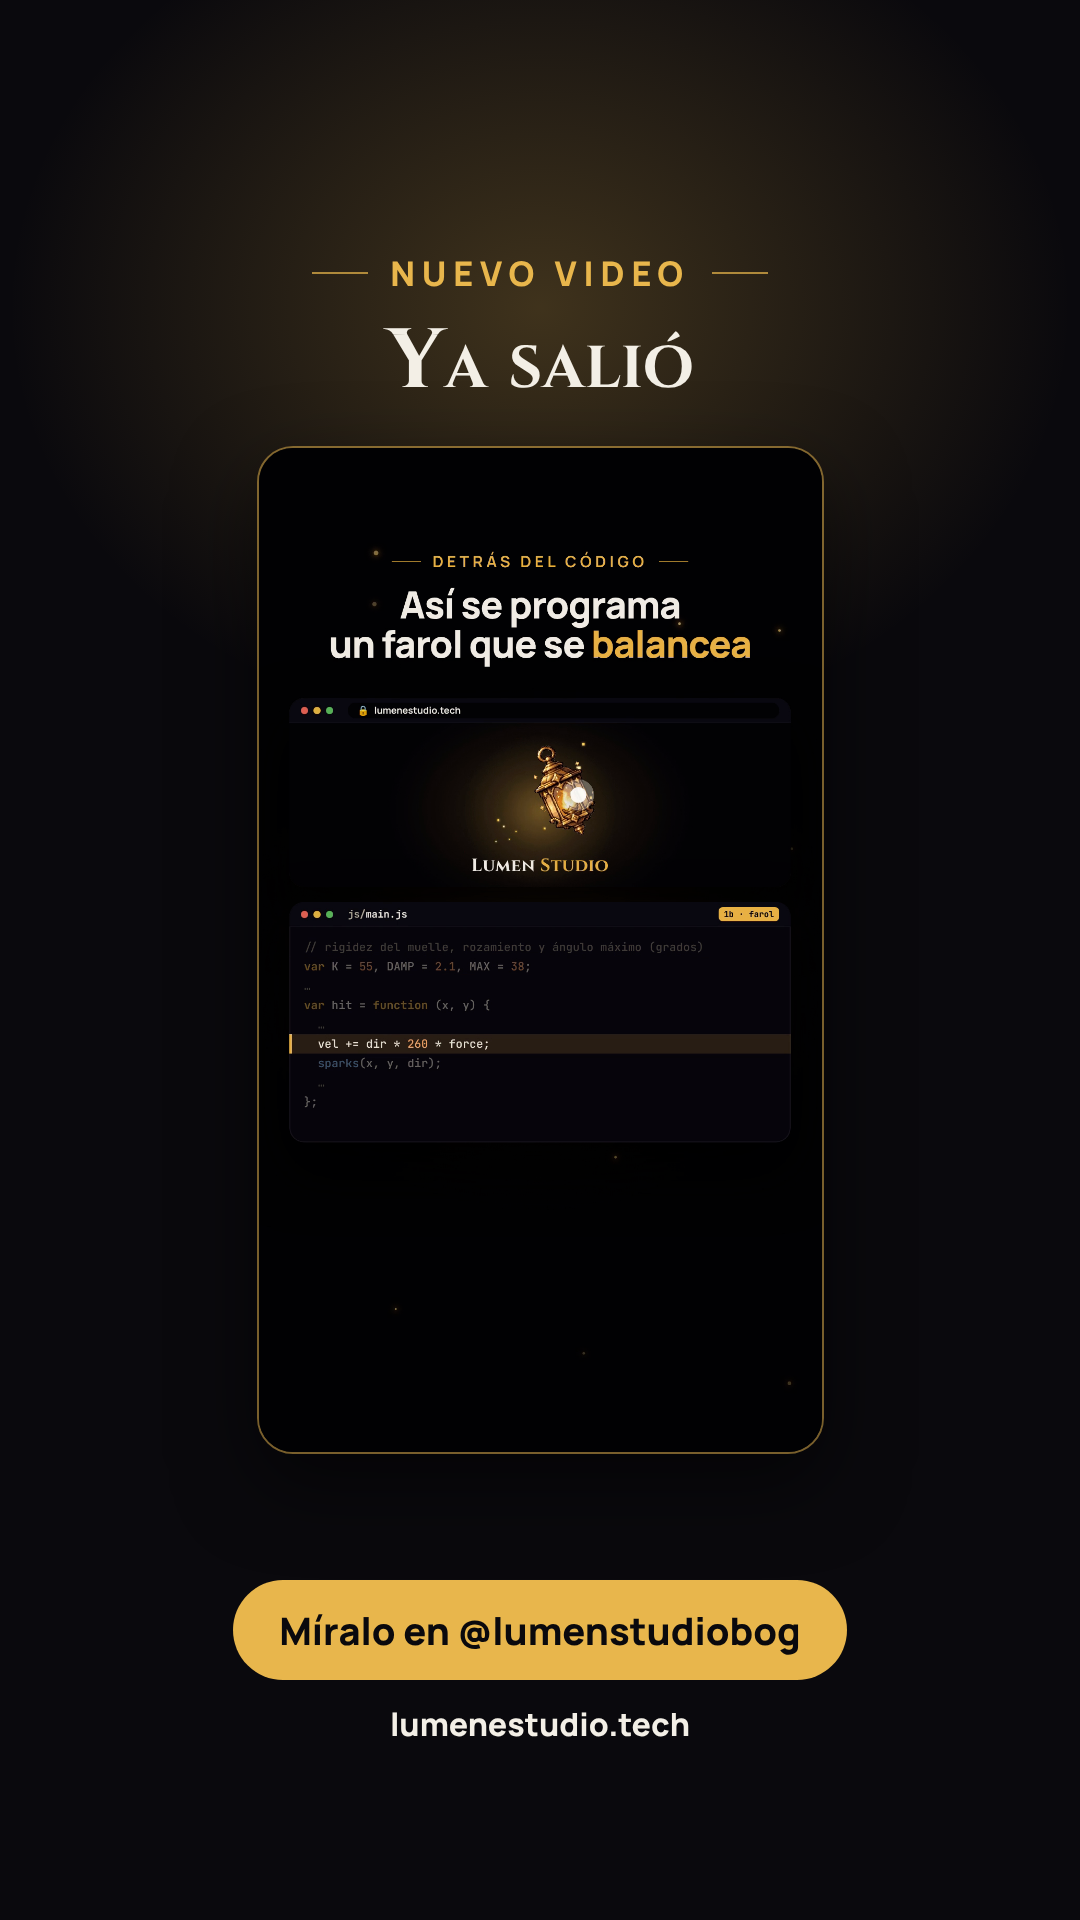 NUEVO VIDEO
Ya salió
DETRÁS DEL CÓDIGO
Así se programa
un farol que se balancea
lumenestudio.tech
Lumen Studio
js/main.js
1b · farol
// rigidez del muelle, rozamiento y ángulo máximo (grados)
var K = 55, DAMP = 2.1, MAX = 38;
…
var hit = function (x, y) {
…
vel += dir * 260 * force;
sparks(x, y, dir);
…
};
Míralo en @lumenstudiobog
lumenestudio.tech